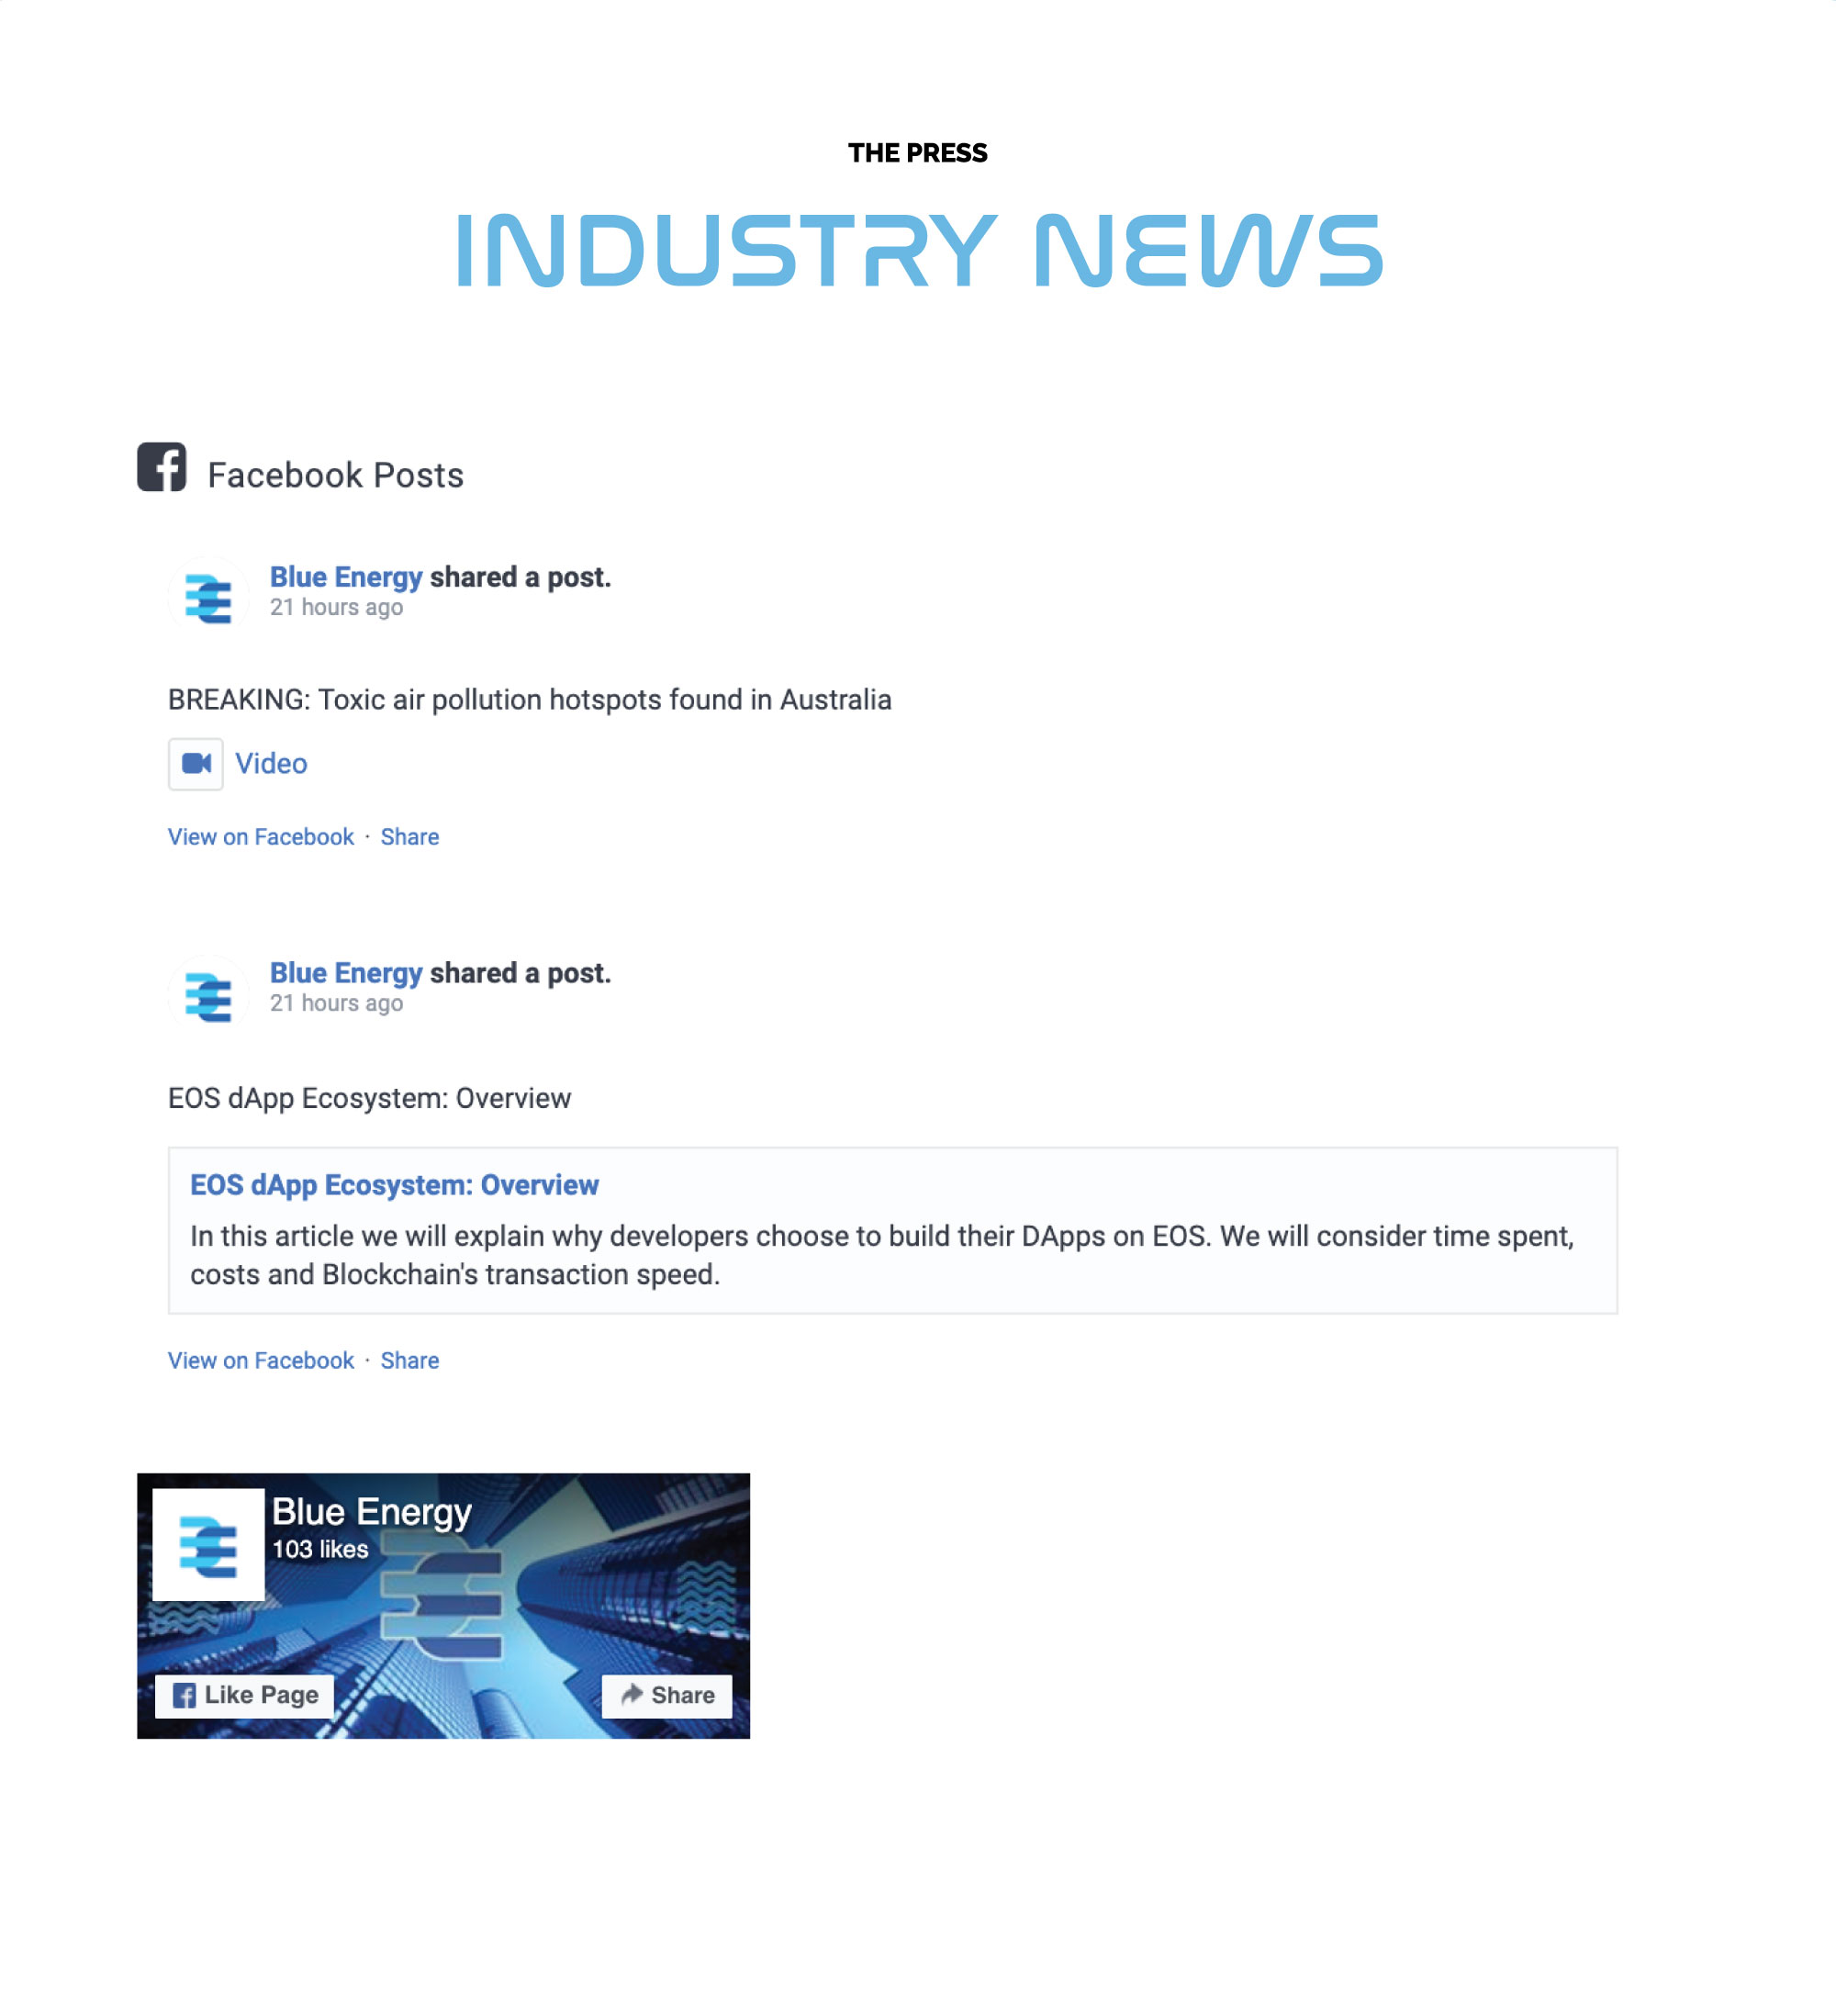 THE PRESS
INDUSTRY NEWS
Facebook Posts
Blue Energy shared a post.
21 hours ago
BREAKING: Toxic air pollution hotspots found in Australia
Video
View on Facebook · Share
Blue Energy shared a post.
21 hours ago
EOS dApp Ecosystem: Overview
EOS dApp Ecosystem: Overview
In this article we will explain why developers choose to build their DApps on EOS. We will consider time spent,
costs and Blockchain's transaction speed.
View on Facebook · Share
Blue Energy
103 likes
Like Page
Share